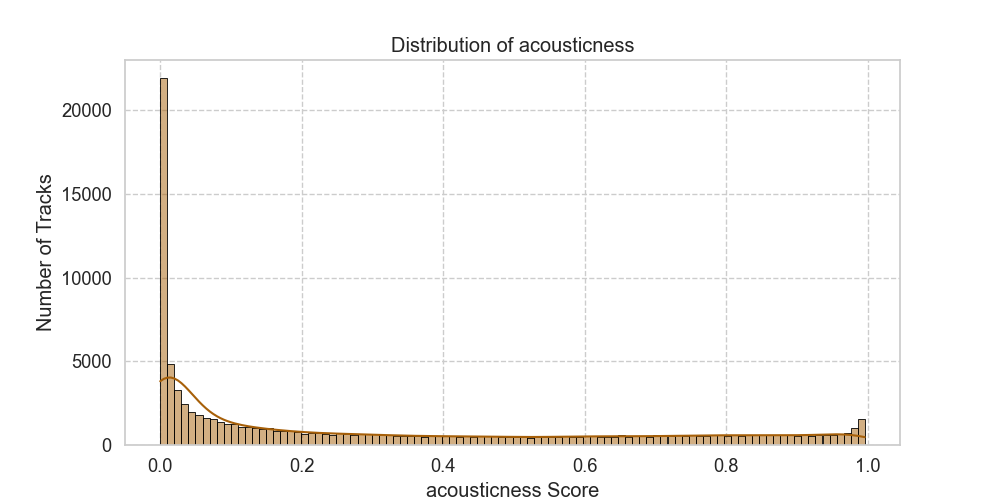 Distribution of acousticness
Number of Tracks
20000
15000
10000
5000
0
0.0 0.2 0.4 0.6 0.8 1.0
acousticness Score